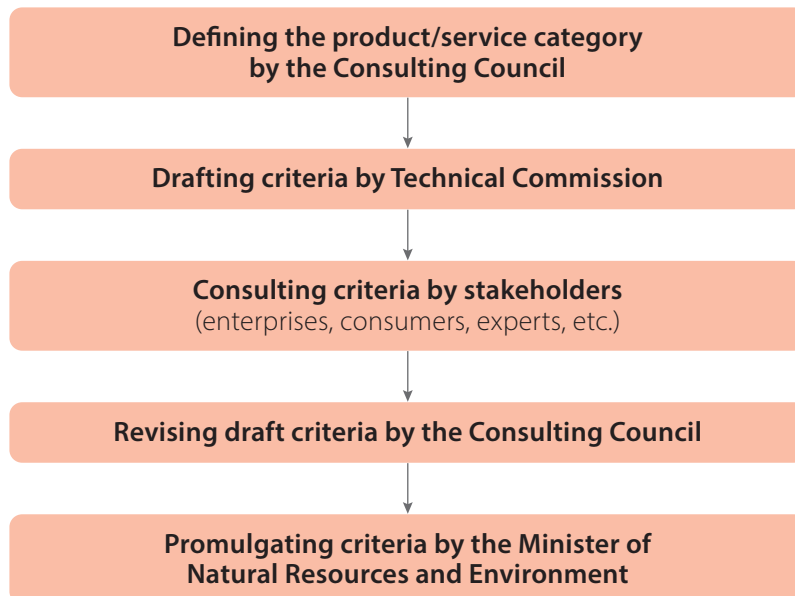 Defining the product/service category
by the Consulting Council
Drafting criteria by Technical Commission
Consulting criteria by stakeholders
(enterprises, consumers, experts, etc.)
Revising draft criteria by the Consulting Council
Promulgating criteria by the Minister of
Natural Resources and Environment